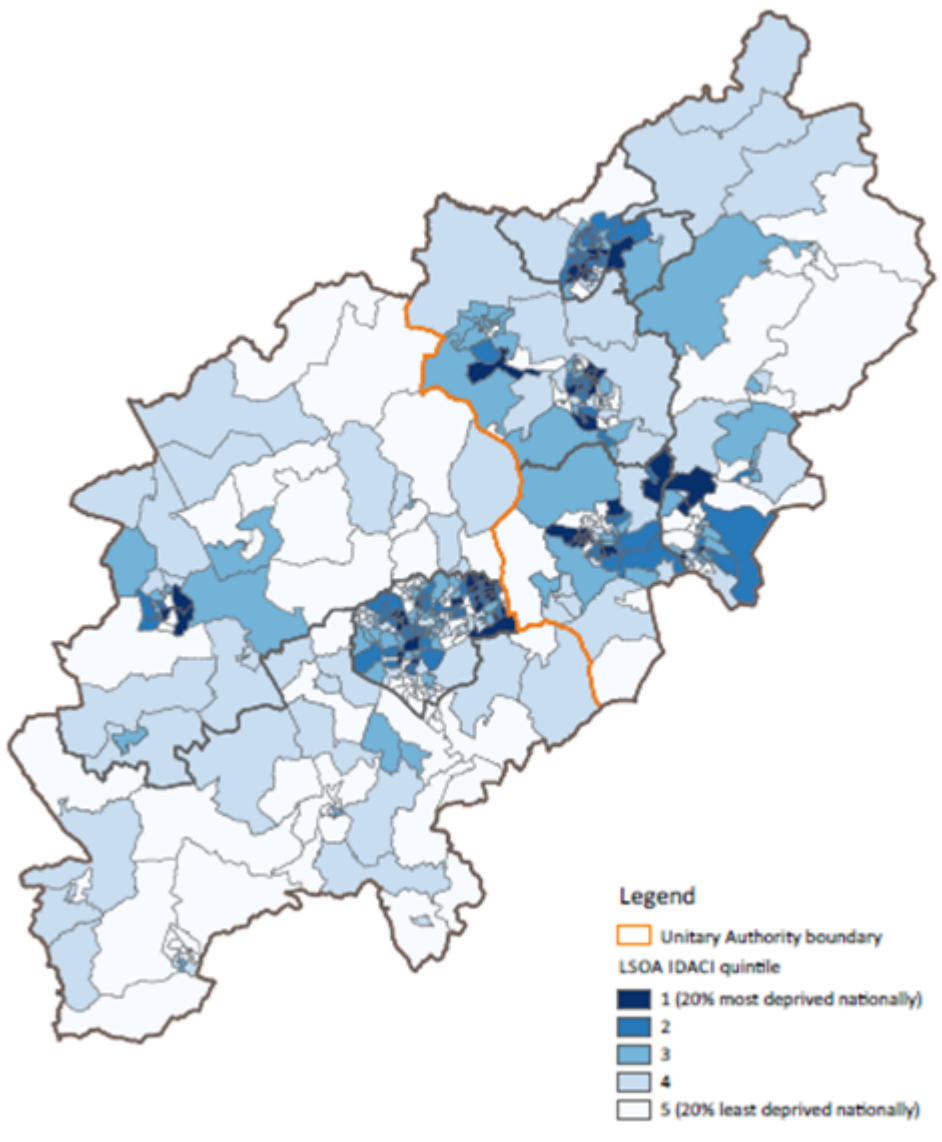 Legend
Unitary Authority boundary
LSOA IDACI quintile
1 (20% most deprived nationally)
2
3
4
5 (20% least deprived nationally)